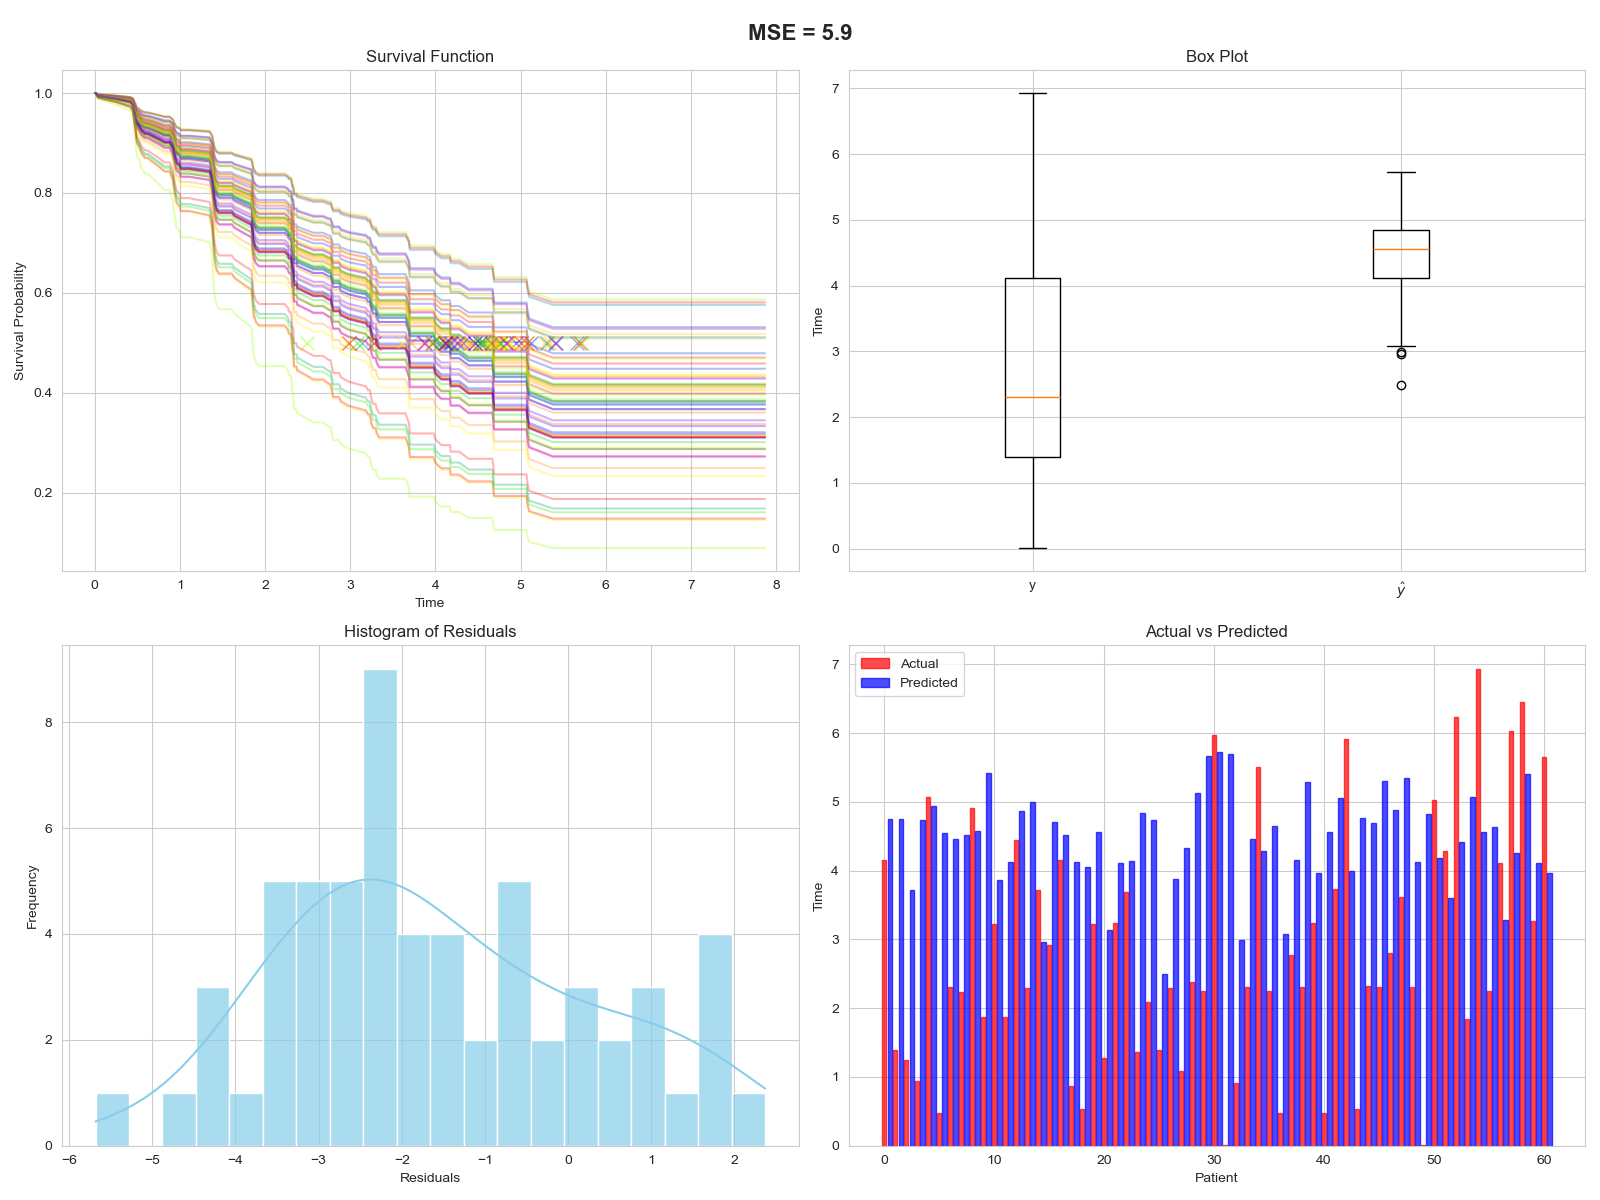 MSE = 5.9
Survival Function
1.0
0.8
0.6
0.4
0.2
Survival Probability
0 1 2 3 4 5 6 7 8
Time
Box Plot
7
6
5
4
3
2
1
0
Time
y ŷ
Histogram of Residuals
8
6
4
2
0
Frequency
−6 −5 −4 −3 −2 −1 0 1 2
Residuals
Actual vs Predicted
Actual
Predicted
7
6
5
4
3
2
1
0
Time
0 10 20 30 40 50 60
Patient